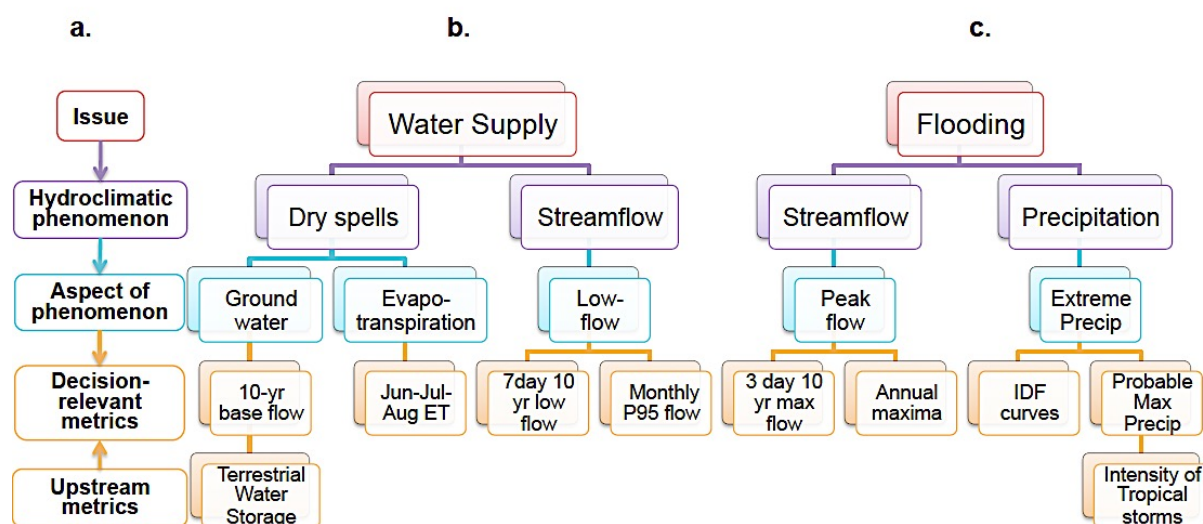 a.
b.
c.
Issue
Hydroclimatic
phenomenon
Aspect of
phenomenon
Decision-
relevant
metrics
Upstream
metrics
Water Supply
Dry spells
Streamflow
Ground
water
Evapo-
transpiration
Low-
flow
10-yr
base flow
Jun-Jul-
Aug ET
7day 10
yr low
flow
Monthly
P95 flow
Terrestrial
Water
Storage
Flooding
Streamflow
Precipitation
Peak
flow
Extreme
Precip
3 day 10
yr max
flow
Annual
maxima
IDF
curves
Probable
Max
Precip
Intensity of
Tropical
storms